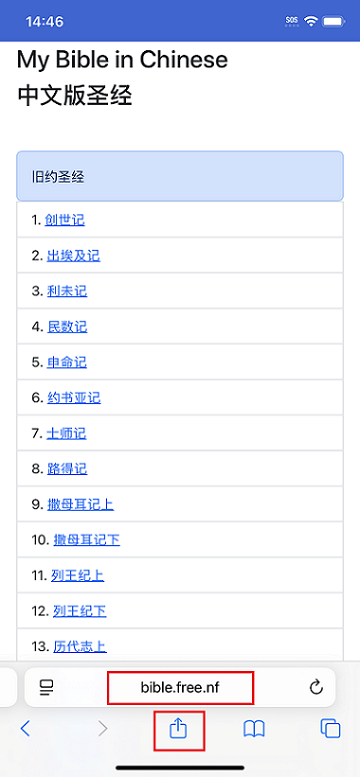 14:46
SOS
My Bible in Chinese
中文版圣经
旧约圣经
1. 创世记
2. 出埃及记
3. 利未记
4. 民数记
5. 申命记
6. 约书亚记
7. 士师记
8. 路得记
9. 撒母耳记上
10. 撒母耳记下
11. 列王纪上
12. 列王纪下
13. 历代志上
bible.free.nf